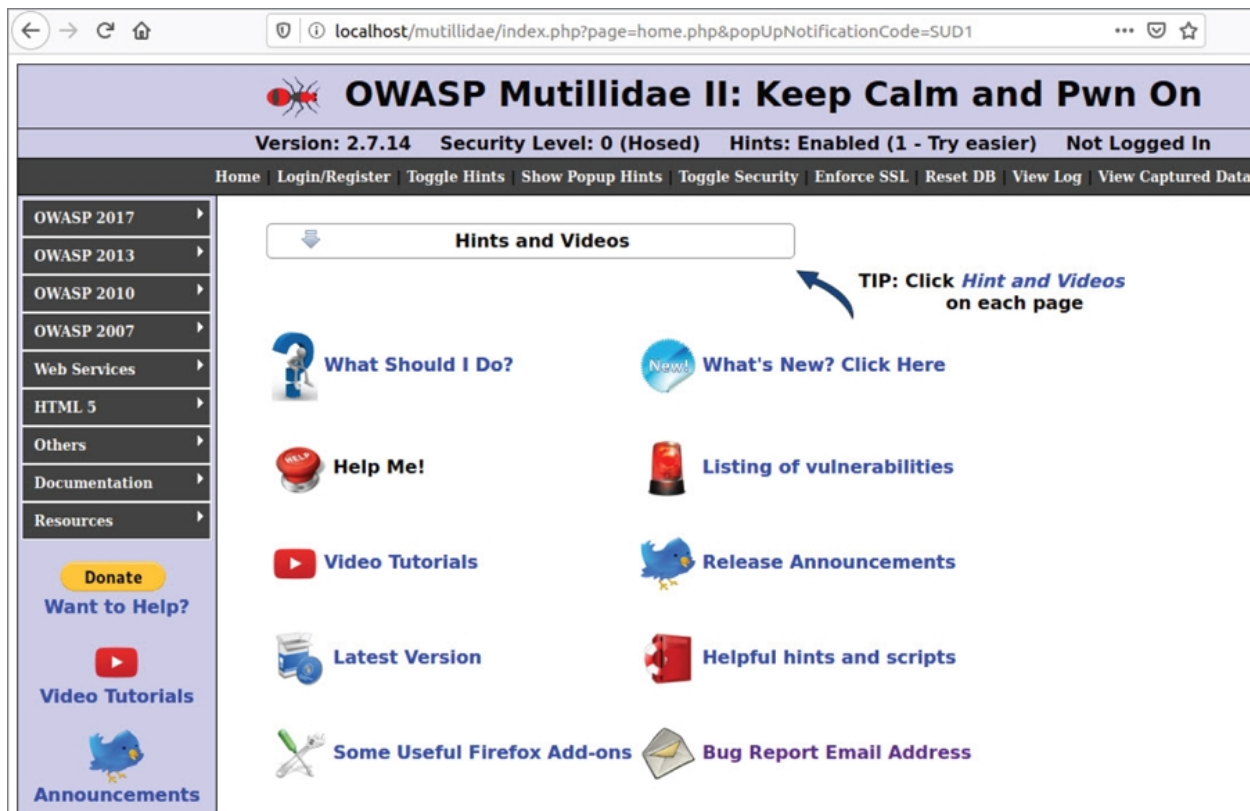 localhost/mutillidae/index.php?page=home.php&popUpNotificationCode=SUD1
OWASP Mutillidae II: Keep Calm and Pwn On
Version: 2.7.14 Security Level: 0 (Hosed) Hints: Enabled (1 - Try easier) Not Logged In
Home | Login/Register | Toggle Hints | Show Popup Hints | Toggle Security | Enforce SSL | Reset DB | View Log | View Captured Data
OWASP 2017
OWASP 2013
OWASP 2010
OWASP 2007
Web Services
HTML 5
Others
Documentation
Resources
Donate
Want to Help?
Video Tutorials
Announcements
Hints and Videos
TIP: Click Hint and Videos
on each page
What Should I Do?
New!
What's New? Click Here
HELP
Help Me!
Listing of vulnerabilities
Video Tutorials
Release Announcements
Latest Version
Helpful hints and scripts
Some Useful Firefox Add-ons
Bug Report Email Address